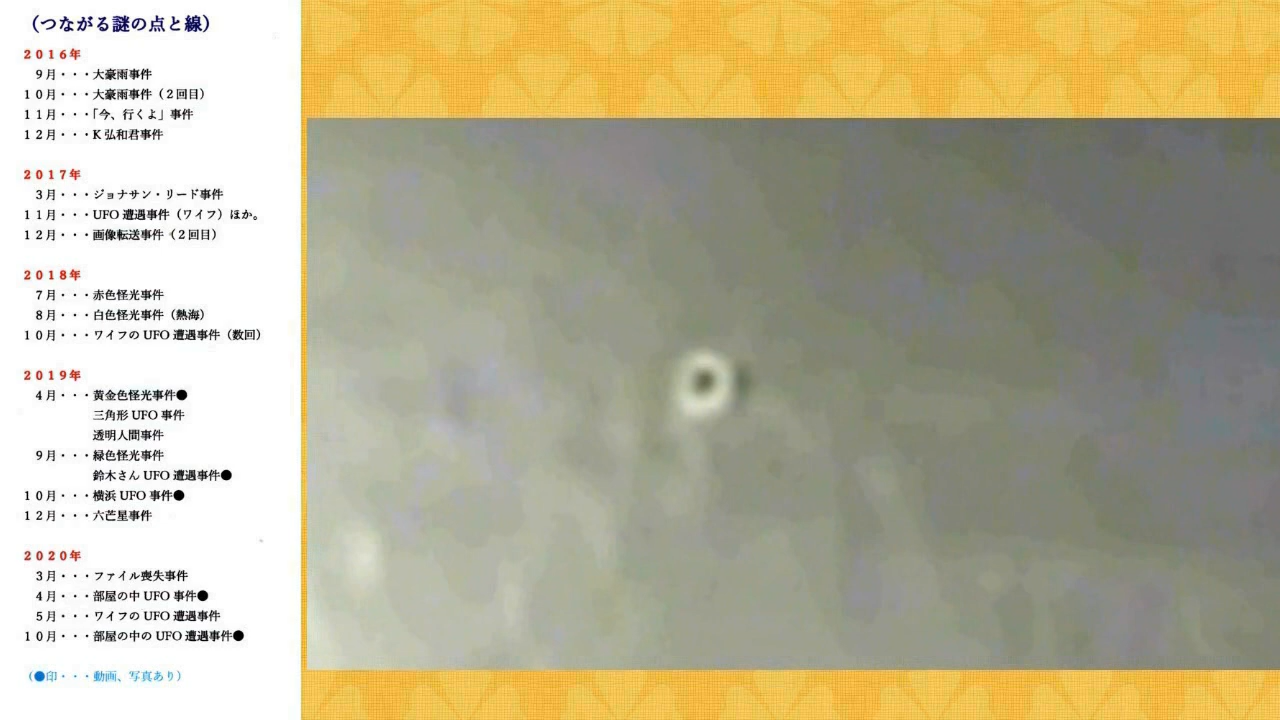 （つながる謎の点と線）
２０１６年
９月・・・大豪雨事件
１０月・・・大豪雨事件（２回目）
１１月・・・「今、行くよ」事件
１２月・・・K 弘和君事件
２０１７年
３月・・・ジョナサン・リード事件
１１月・・・UFO 遭遇事件（ワイフ）ほか。
１２月・・・画像転送事件（２回目）
２０１８年
７月・・・赤色怪光事件
８月・・・白色怪光事件（熱海）
１０月・・・ワイフの UFO 遭遇事件（数回）
２０１９年
４月・・・黄金色怪光事件●
三角形 UFO 事件
透明人間事件
９月・・・緑色怪光事件
鈴木さん UFO 遭遇事件●
１０月・・・横浜 UFO 事件●
１２月・・・六芒星事件
２０２０年
３月・・・ファイル喪失事件
４月・・・部屋の中 UFO 事件●
５月・・・ワイフの UFO 遭遇事件
１０月・・・部屋の中の UFO 遭遇事件●
（●印・・・動画、写真あり）